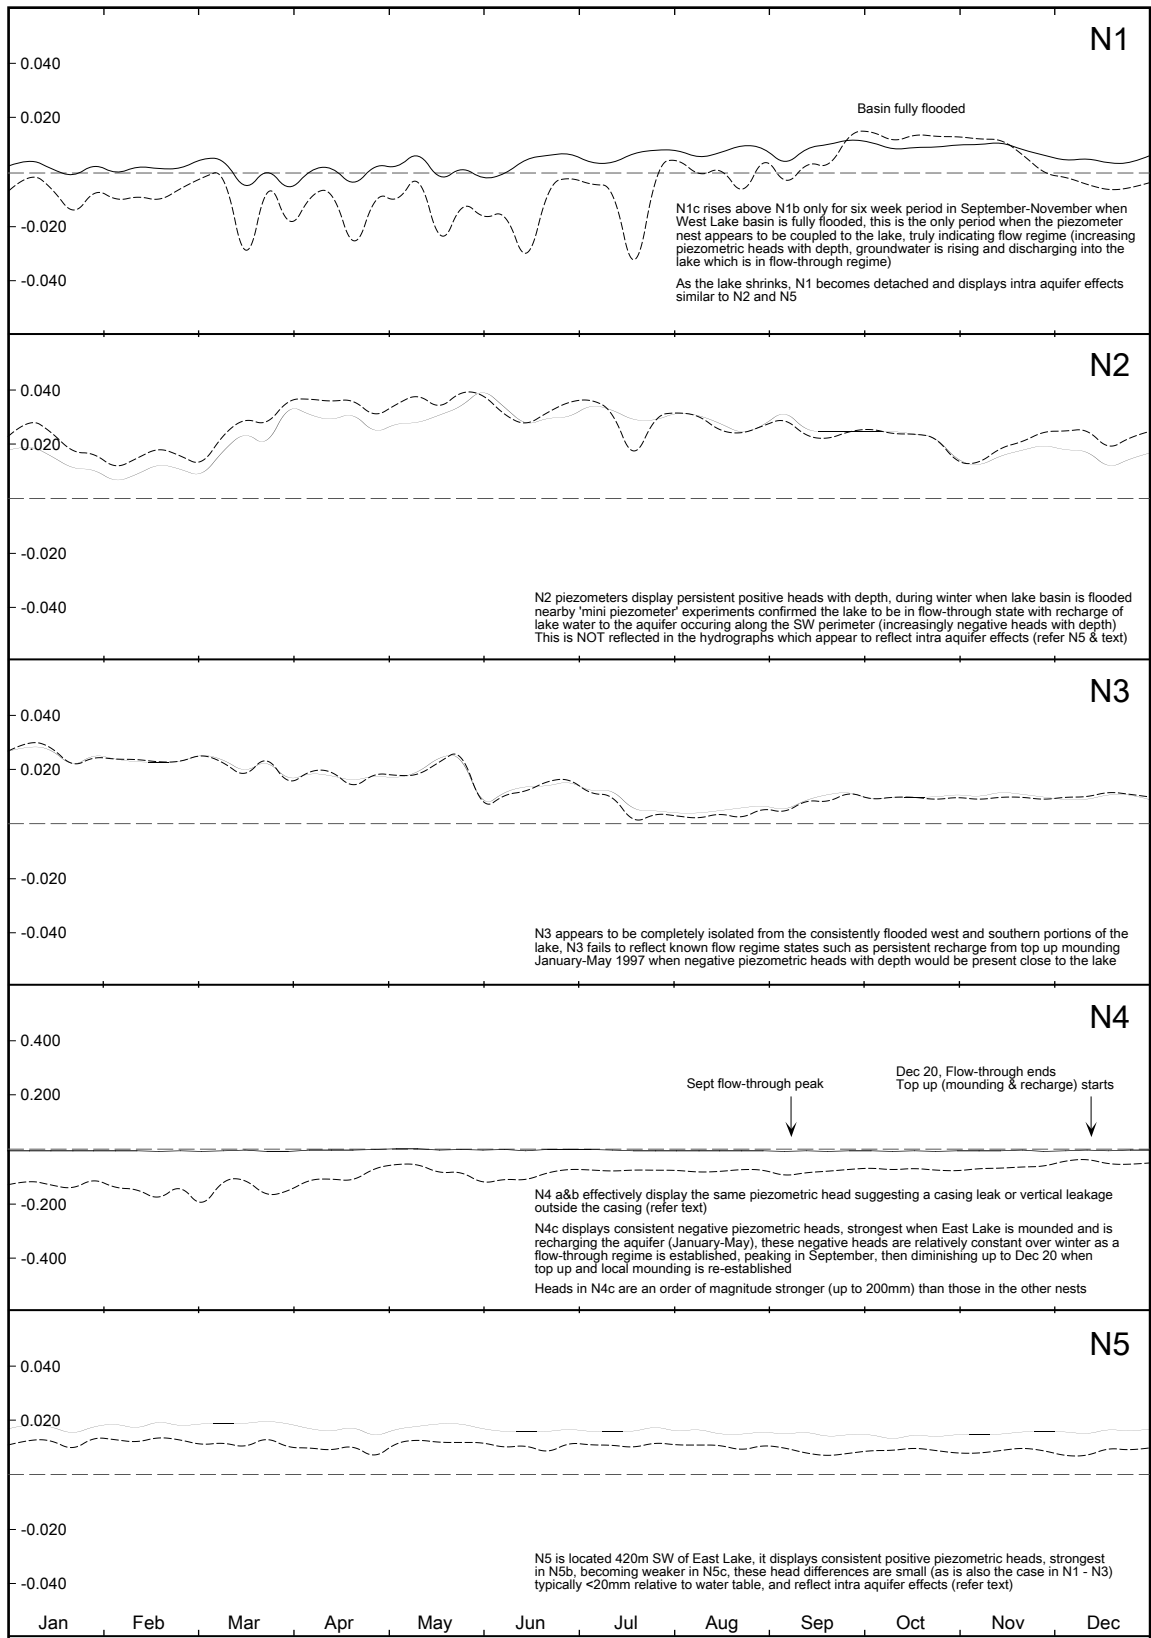 N1
0.040
0.020
Basin fully flooded
-0.020
N1c rises above N1b only for six week period in September-November when
West Lake basin is fully flooded, this is the only period when the piezometer
nest appears to be coupled to the lake, truly indicating flow regime (increasing
piezometric heads with depth, groundwater is rising and discharging into the
lake which is in flow-through regime)
-0.040
As the lake shrinks, N1 becomes detached and displays intra aquifer effects
similar to N2 and N5
N2
0.040
0.020
-0.020
-0.040
N2 piezometers display persistent positive heads with depth, during winter when lake basin is flooded
nearby 'mini piezometer' experiments confirmed the lake to be in flow-through state with recharge of
lake water to the aquifer occuring along the SW perimeter (increasingly negative heads with depth)
This is NOT reflected in the hydrographs which appear to reflect intra aquifer effects (refer N5 & text)
N3
0.040
0.020
-0.020
-0.040
N3 appears to be completely isolated from the consistently flooded west and southern portions of the
lake, N3 fails to reflect known flow regime states such as persistent recharge from top up mounding
January-May 1997 when negative piezometric heads with depth would be present close to the lake
N4
0.400
0.200
Sept flow-through peak
Dec 20, Flow-through ends
Top up (mounding & recharge) starts
-0.200
N4 a&b effectively display the same piezometric head suggesting a casing leak or vertical leakage
outside the casing (refer text)
N4c displays consistent negative piezometric heads, strongest when East Lake is mounded and is
recharging the aquifer (January-May), these negative heads are relatively constant over winter as a
flow-through regime is established, peaking in September, then diminishing up to Dec 20 when
top up and local mounding is re-established
-0.400
Heads in N4c are an order of magnitude stronger (up to 200mm) than those in the other nests
N5
0.040
0.020
-0.020
-0.040
N5 is located 420m SW of East Lake, it displays consistent positive piezometric heads, strongest
in N5b, becoming weaker in N5c, these head differences are small (as is also the case in N1 - N3)
typically <20mm relative to water table, and reflect intra aquifer effects (refer text)
Jan Feb Mar Apr May Jun Jul Aug Sep Oct Nov Dec